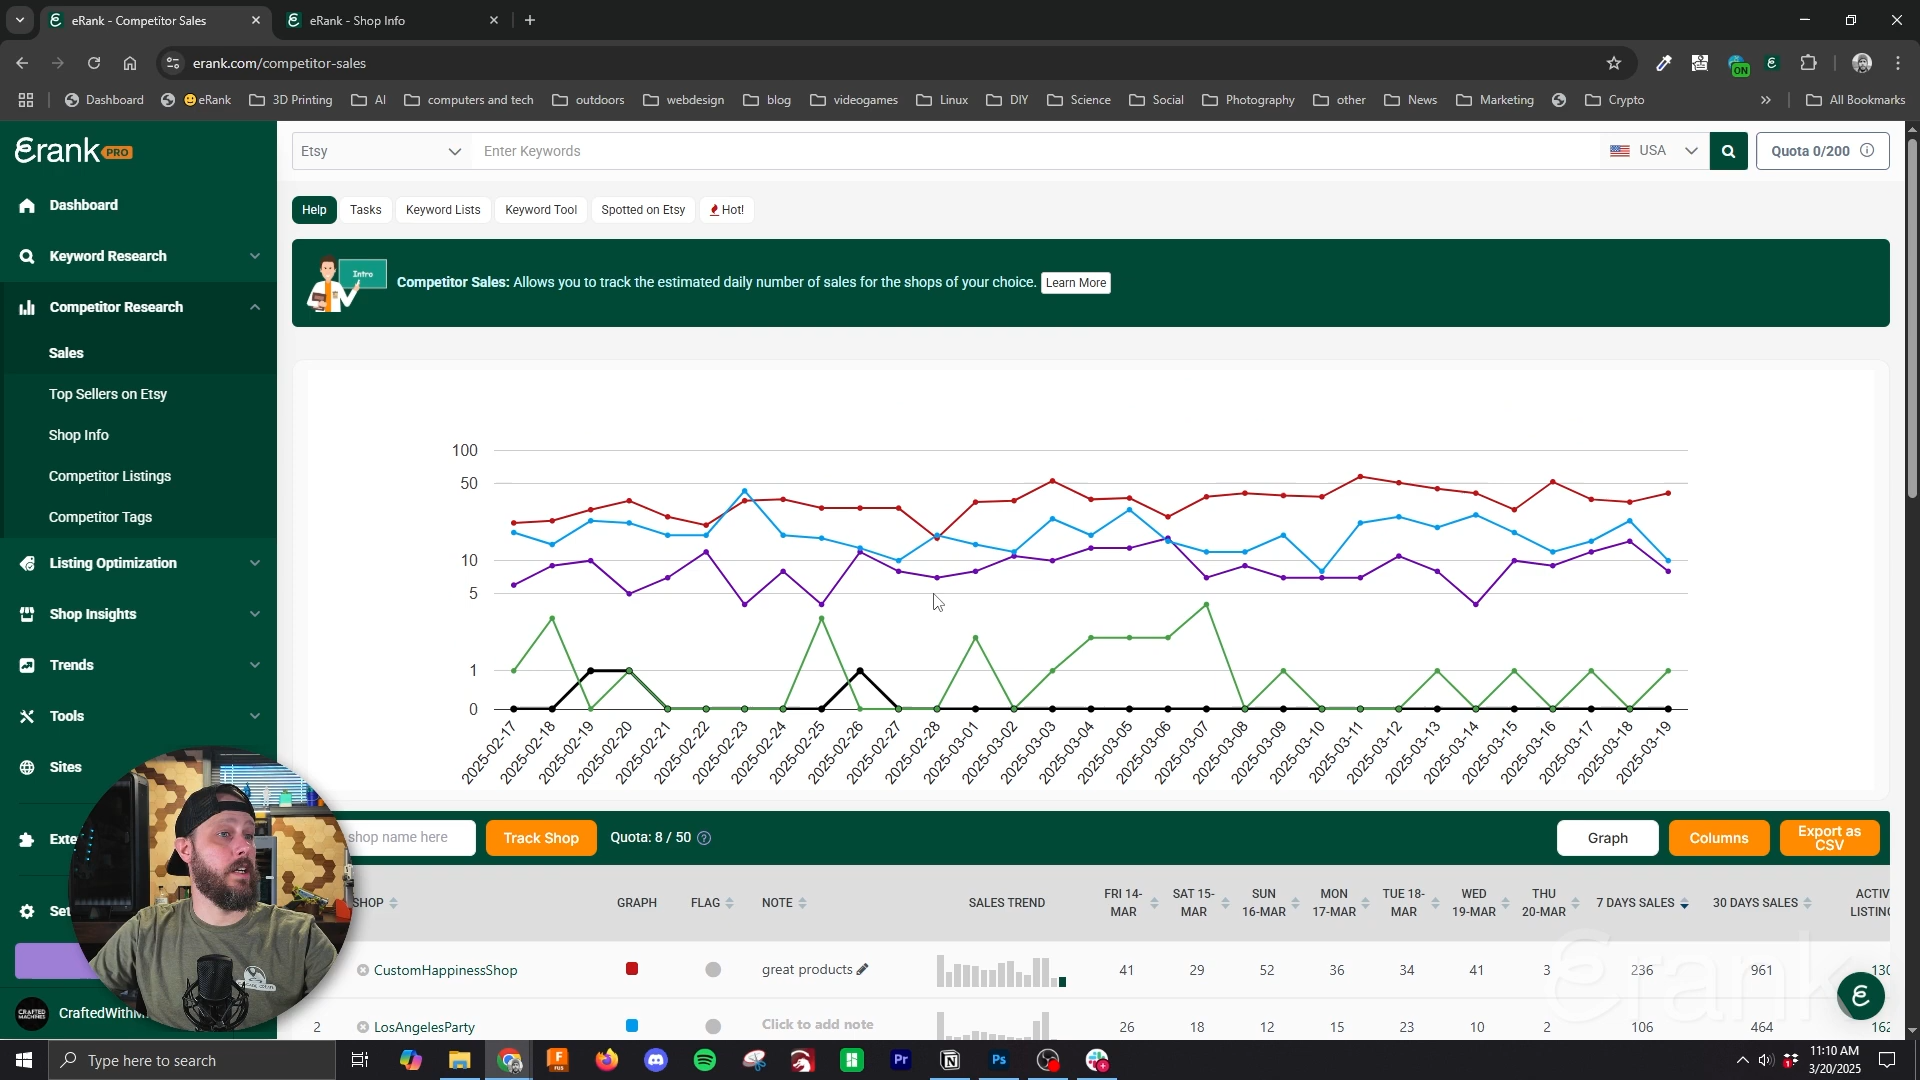 eRank - Competitor Sales
eRank - Shop Info
erank.com/competitor-sales
ON
Dashboard
eRank
3D Printing
AI
computers and tech
outdoors
webdesign
blog
videogames
Linux
DIY
Science
Social
Photography
other
News
Marketing
Crypto
All Bookmarks
erank PRO
Etsy
Enter Keywords
USA
Quota 0/200
Dashboard
Keyword Research
Competitor Research
Sales
Top Sellers on Etsy
Shop Info
Competitor Listings
Competitor Tags
Listing Optimization
Shop Insights
Trends
Tools
Sites
Help
Tasks
Keyword Lists
Keyword Tool
Spotted on Etsy
Hot!
Intro
Competitor Sales: Allows you to track the estimated daily number of sales for the shops of your choice.
Learn More
100
50
10
5
1
0
2025-02-17
2025-02-18
2025-02-19
2025-02-20
2025-02-21
2025-02-22
2025-02-23
2025-02-24
2025-02-25
2025-02-26
2025-02-27
2025-02-28
2025-03-01
2025-03-02
2025-03-03
2025-03-04
2025-03-05
2025-03-06
2025-03-07
2025-03-08
2025-03-09
2025-03-10
2025-03-11
2025-03-12
2025-03-13
2025-03-14
2025-03-15
2025-03-16
2025-03-17
2025-03-18
2025-03-19
shop name here
Track Shop
Quota: 8 / 50
Graph
Columns
Export as
CSV
SHOP
GRAPH
FLAG
NOTE
SALES TREND
FRI 14-
MAR
SAT 15-
MAR
SUN
16-MAR
MON
17-MAR
TUE 18-
MAR
WED
19-MAR
THU
20-MAR
7 DAYS SALES
30 DAYS SALES
ACTIV
LISTING
CustomHappinessShop
great products
41
29
52
36
34
41
3
236
961
130
2
LosAngelesParty
Click to add note
26
18
12
15
23
10
2
106
464
162
erank
CRAFTED
MACHINES
Type here to search
11:10 AM
3/20/2025